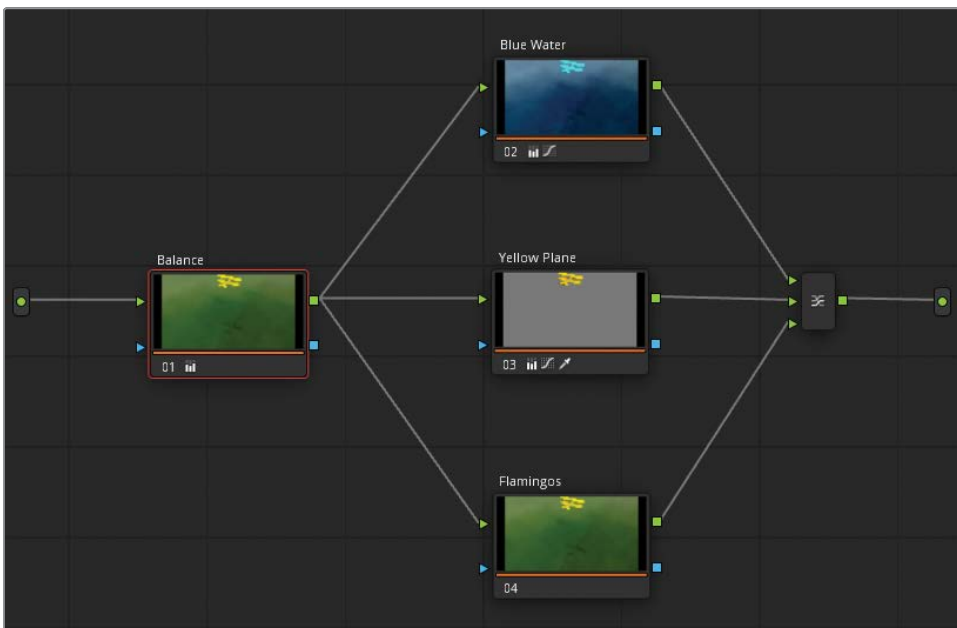 Blue Water
02
Balance
01
Yellow Plane
03
Flamingos
04